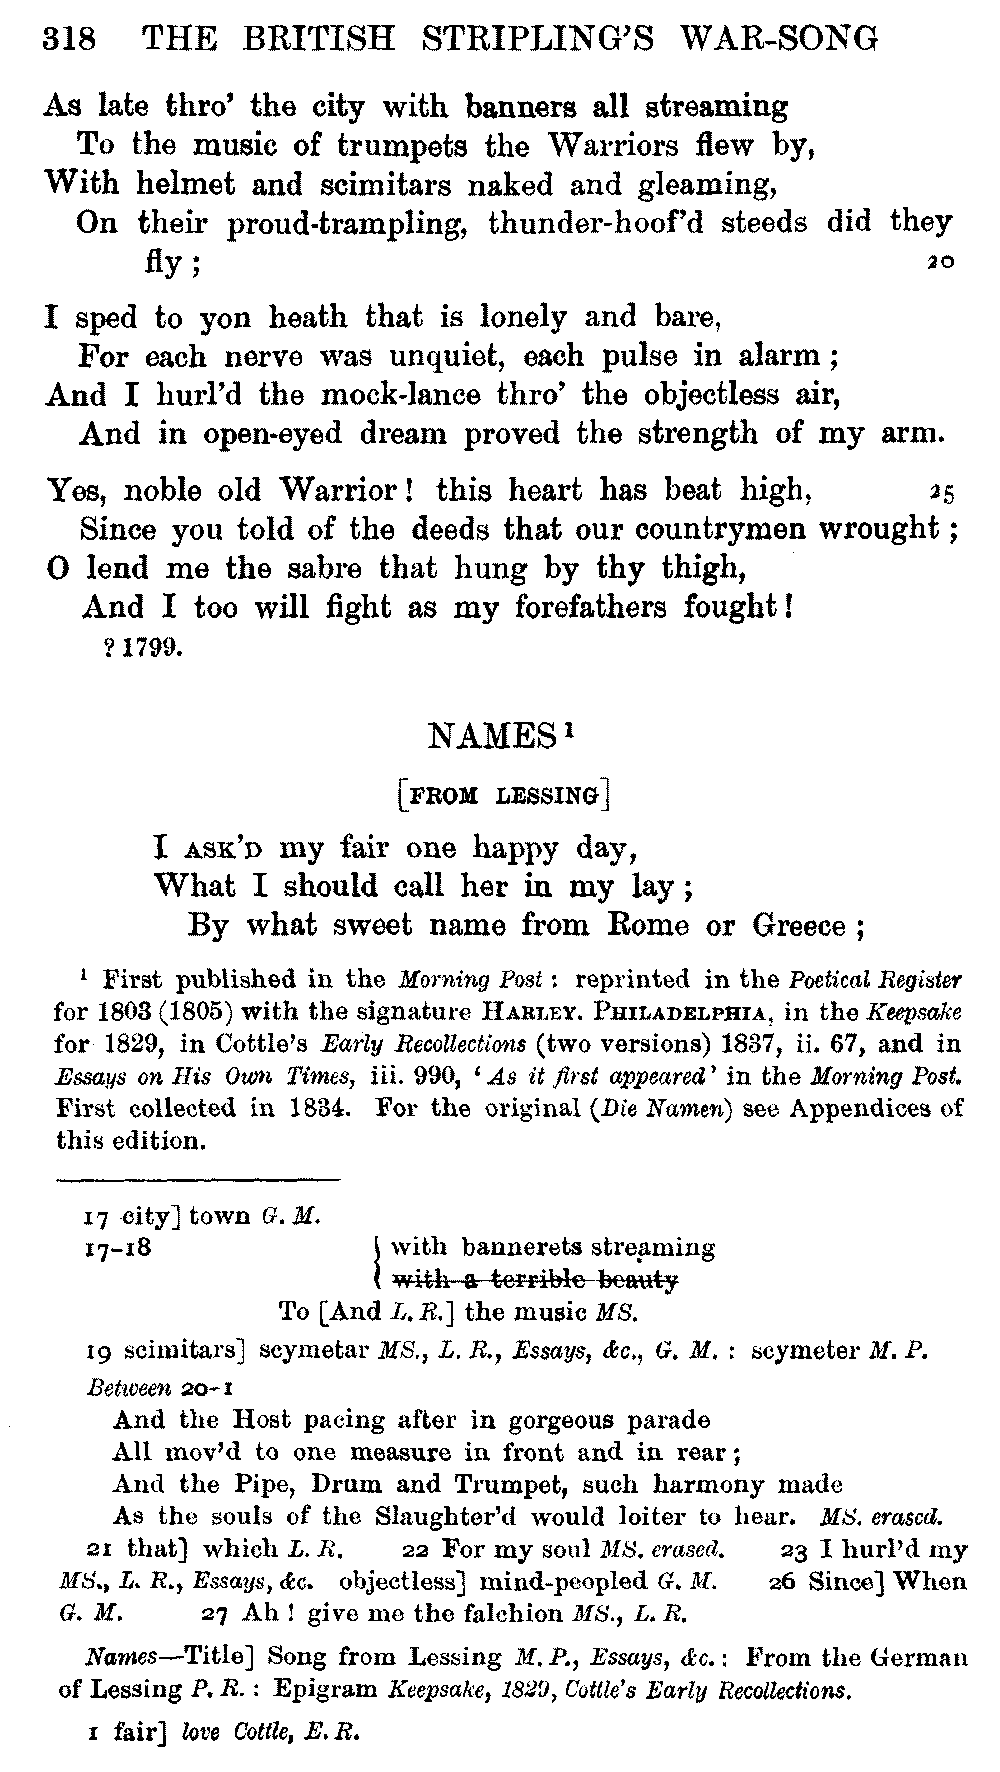 318 THE BRITISH STRIPLING'S WAR-SONG
As late thro' the city with banners all streaming
To the music of trumpets the Warriors flew by,
With helmet and scimitars naked and gleaming,
On their proud-trampling, thunder-hoof'd steeds did they
fly ; 20
I sped to yon heath that is lonely and bare,
For each nerve was unquiet, each pulse in alarm ;
And I hurl'd the mock-lance thro' the objectless air,
And in open-eyed dream proved the strength of my arm.
Yes, noble old Warrior ! this heart has beat high, 25
Since you told of the deeds that our countrymen wrought ;
O lend me the sabre that hung by thy thigh,
And I too will fight as my forefathers fought !
? 1799.
NAMES ¹
[FROM LESSING]
I ASK'D my fair one happy day,
What I should call her in my lay ;
By what sweet name from Rome or Greece ;
¹ First published in the Morning Post : reprinted in the Poetical Register
for 1803 (1805) with the signature HARLEY. PHILADELPHIA, in the Keepsake
for 1829, in Cottle's Early Recollections (two versions) 1837, ii. 67, and in
Essays on His Own Times, iii. 990, ' As it first appeared ' in the Morning Post.
First collected in 1834. For the original (Die Namen) see Appendices of
this edition.
17 city] town G. M.
17-18 { with bannerets streaming
with a terrible beauty
To [And L. R.] the music MS.
19 scimitars] scymetar MS., L. R., Essays, &c., G. M. : scymeter M. P.
Between 20-1
And the Host pacing after in gorgeous parade
All mov'd to one measure in front and in rear ;
And the Pipe, Drum and Trumpet, such harmony made
As the souls of the Slaughter'd would loiter to hear. MS. erased.
21 that] which L. R. 22 For my soul MS. erased. 23 I hurl'd my
MS., L. R., Essays, &c. objectless] mind-peopled G. M. 26 Since] When
G. M. 27 Ah ! give me the falchion MS., L. R.
Names—Title] Song from Lessing M. P., Essays, &c. : From the German
of Lessing P. R. : Epigram Keepsake, 1829, Cottle's Early Recollections.
1 fair] love Cottle, E. R.